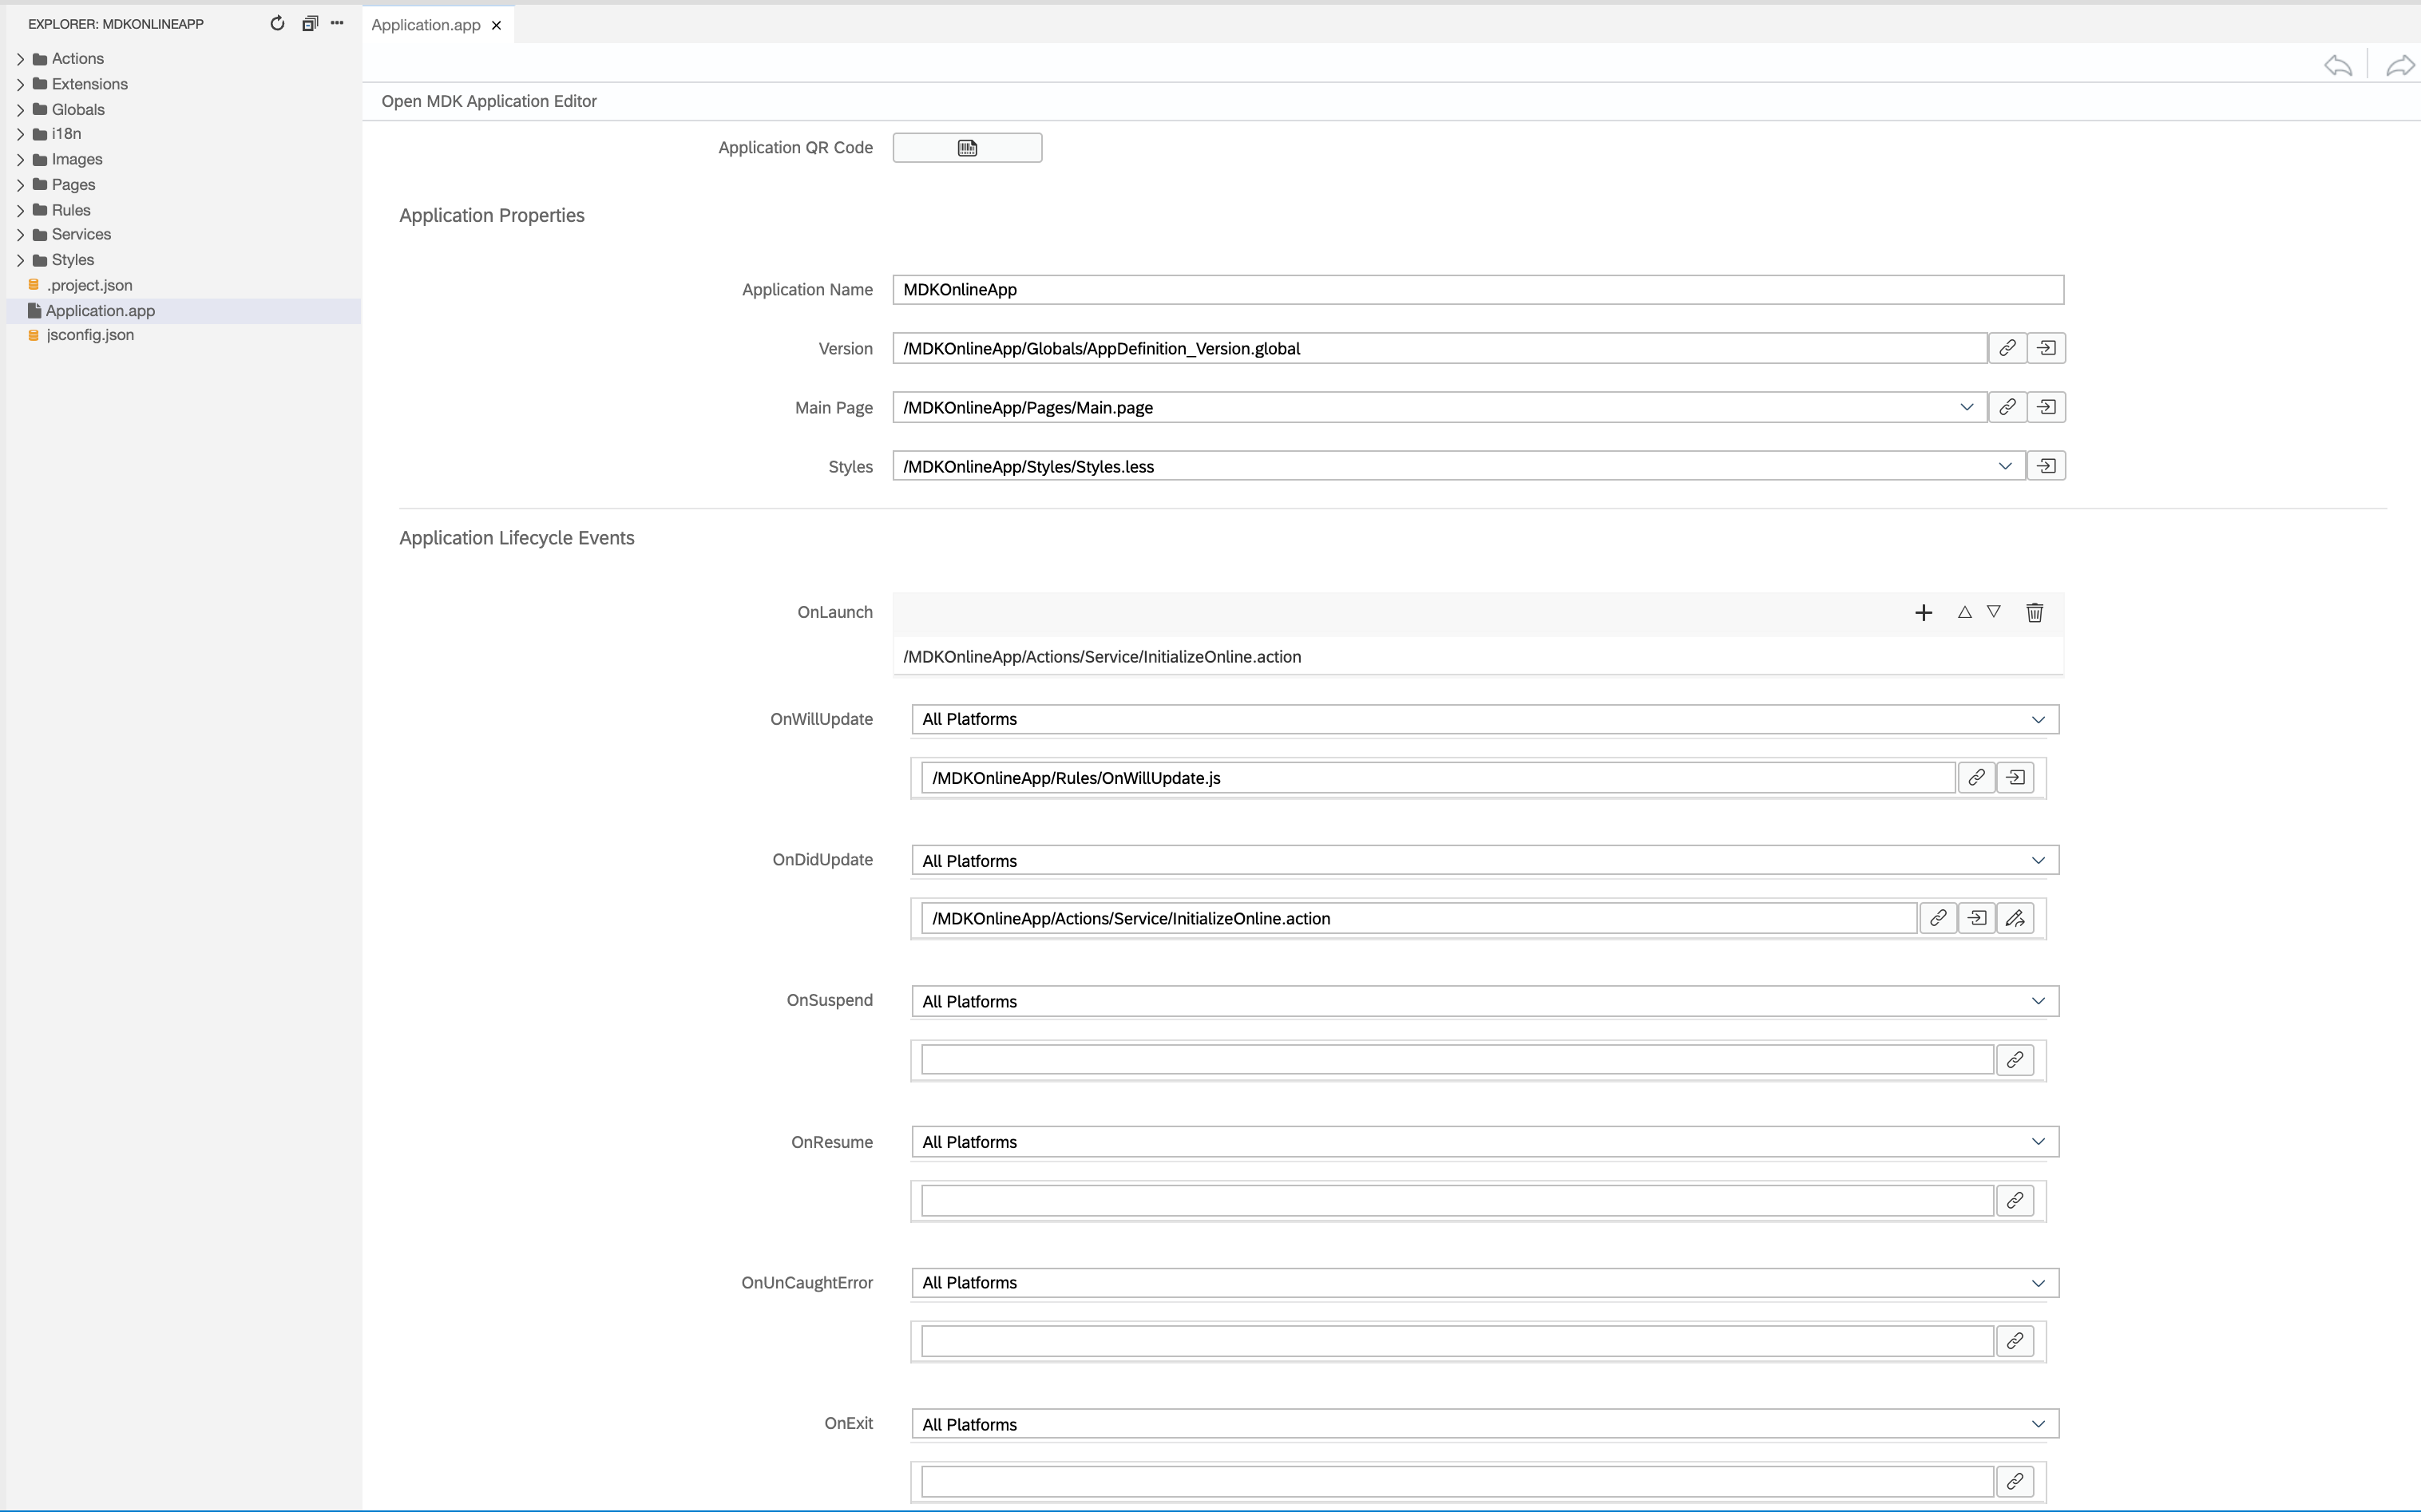 EXPLORER: MDKONLINEAPP
Actions
Extensions
Globals
i18n
Images
Pages
Rules
Services
Styles
.project.json
Application.app
jsconfig.json
Application.app
Open MDK Application Editor
Application QR Code
Application Properties
Application Name MDKOnlineApp
Version /MDKOnlineApp/Globals/AppDefinition_Version.global
Main Page /MDKOnlineApp/Pages/Main.page
Styles /MDKOnlineApp/Styles/Styles.less
Application Lifecycle Events
OnLaunch
/MDKOnlineApp/Actions/Service/InitializeOnline.action
OnWillUpdate All Platforms
/MDKOnlineApp/Rules/OnWillUpdate.js
OnDidUpdate All Platforms
/MDKOnlineApp/Actions/Service/InitializeOnline.action
OnSuspend All Platforms
OnResume All Platforms
OnUnCaughtError All Platforms
OnExit All Platforms